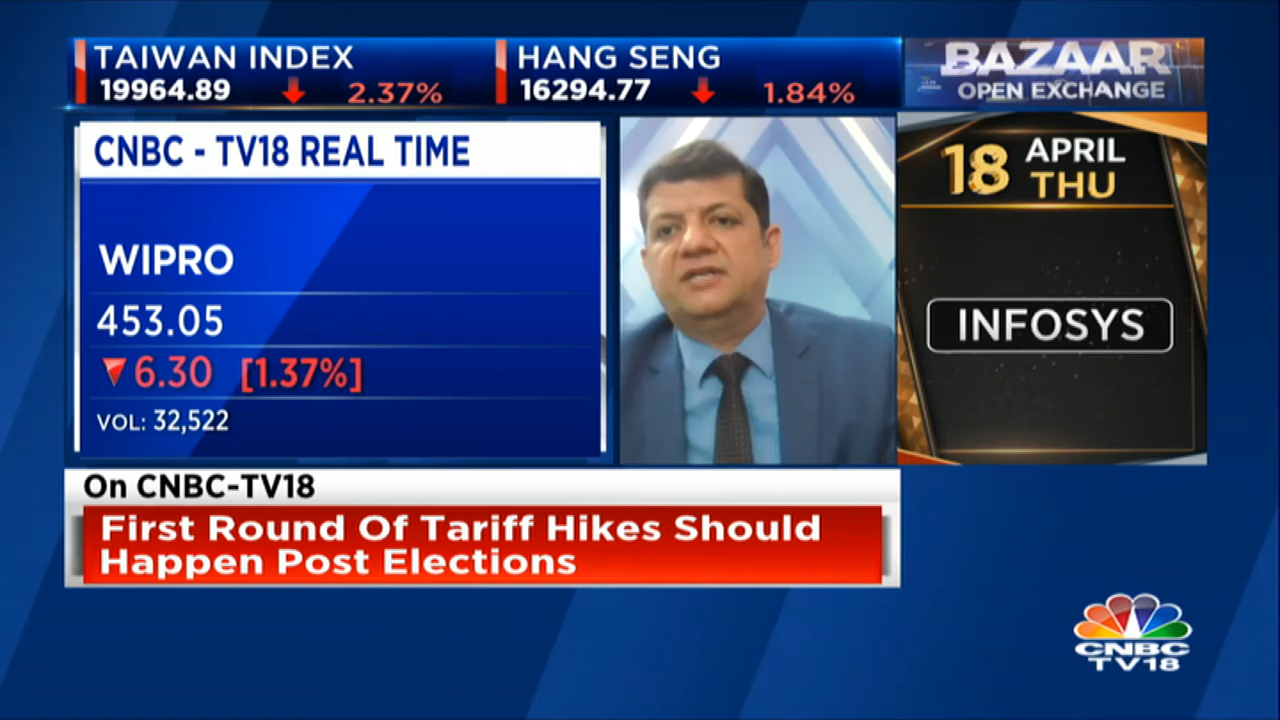 TAIWAN INDEX
19964.89 2.37%
HANG SENG
16294.77 1.84%
BAZAAR
OPEN EXCHANGE
CNBC - TV18 REAL TIME
WIPRO
453.05
6.30 [1.37%]
VOL: 32,522
18 APRIL
THU
INFOSYS
On CNBC-TV18
First Round Of Tariff Hikes Should
Happen Post Elections
CNBC
TV18